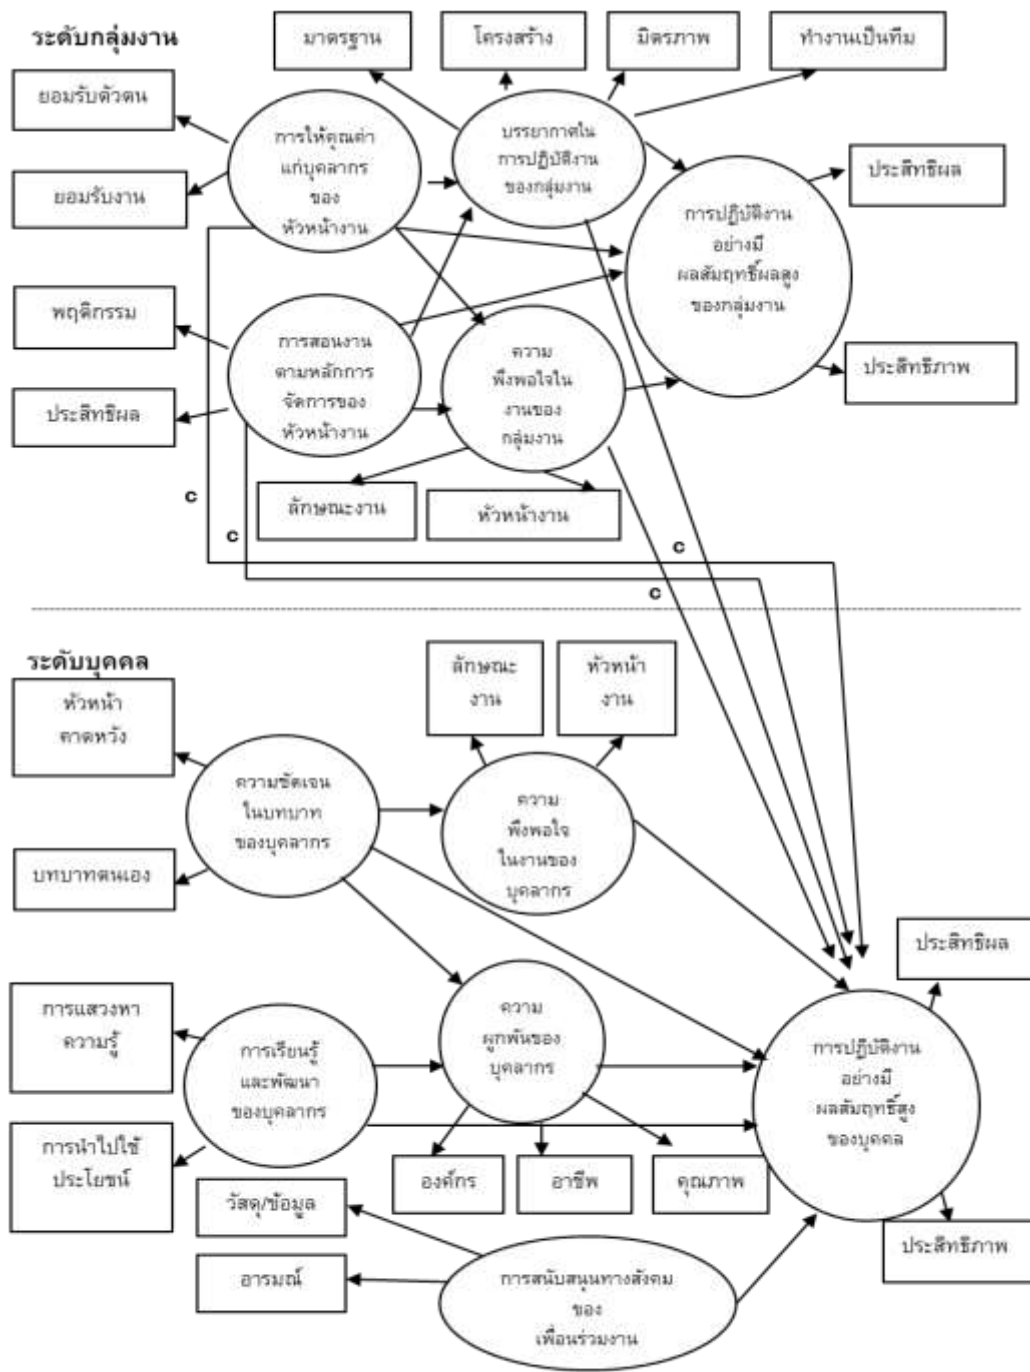 ระดับกลุ่มงาน
มาตรฐาน
โครงสร้าง
มิตรภาพ
ทำงานเป็นทีม
ยอมรับตัวตน
ยอมรับงาน
การให้คุณค่า
แก่บุคลากร
ของ
หัวหน้างาน
บรรยากาศใน
การปฏิบัติงาน
ของกลุ่มงาน
ประสิทธิผล
การปฏิบัติงาน
อย่างมี
ผลสัมฤทธิ์ผลสูง
ของกลุ่มงาน
พฤติกรรม
ประสิทธิผล
การสอนงาน
ตามหลักการ
จัดการของ
หัวหน้างาน
ความ
พึงพอใจใน
งานของ
กลุ่มงาน
ประสิทธิภาพ
ลักษณะงาน
หัวหน้างาน
c
c
c
c
ระดับบุคคล
หัวหน้า
คาดหวัง
ลักษณะ
งาน
หัวหน้า
งาน
ความชัดเจน
ในบทบาท
ของบุคลากร
ความ
พึงพอใจ
ในงานของ
บุคลากร
บทบาทตนเอง
ประสิทธิผล
การแสวงหา
ความรู้
การเรียนรู้
และพัฒนา
ของบุคลากร
ความ
ผูกพันของ
บุคลากร
การปฏิบัติงาน
อย่างมี
ผลสัมฤทธิ์สูง
ของบุคคล
การนำไปใช้
ประโยชน์
องค์กร
อาชีพ
คุณภาพ
วัสดุ/ข้อมูล
อารมณ์
การสนับสนุนทางสังคม
ของ
เพื่อนร่วมงาน
ประสิทธิภาพ